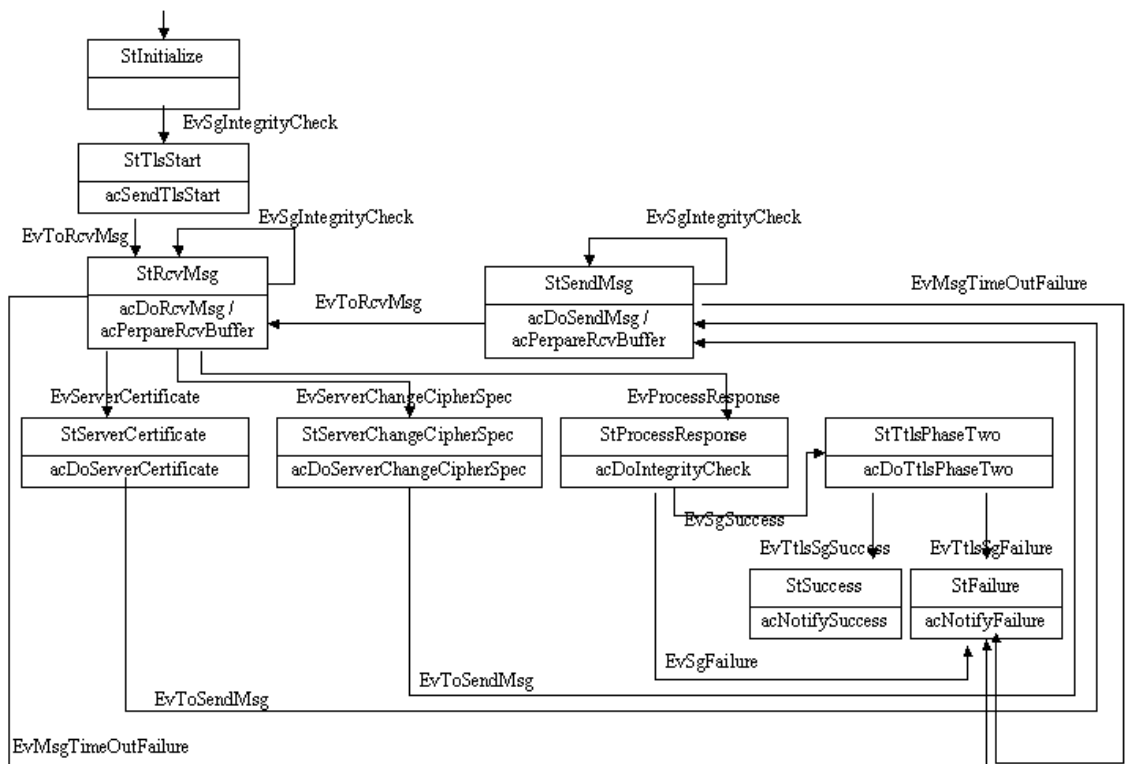 StInitialize
EvSgIntegrityCheck
StTlsStart
acSendTlsStart
EvToRcvMsg
EvSgIntegrityCheck
EvSgIntegrityCheck
StRcvMsg
acDoRcvMsg /
acPerpareRcvBuffer
EvToRcvMsg
StSendMsg
acDoSendMsg /
acPerpareRcvBuffer
EvMsgTimeOutFailure
EvServerCertificate
EvServerChangeCipherSpec
EvProcessResponse
StServerCertificate
acDoServerCertificate
StServerChangeCipherSpec
acDoServerChangeCipherSpec
StProcessResponse
acDoIntegrityCheck
StTtlsPhaseTwo
acDoTtlsPhaseTwo
EvSgSuccess
EvTtlsSgSuccess
EvTtlsSgFailure
StSuccess
acNotifySuccess
StFailure
acNotifyFailure
EvSgFailure
EvToSendMsg
EvToSendMsg
EvMsgTimeOutFailure